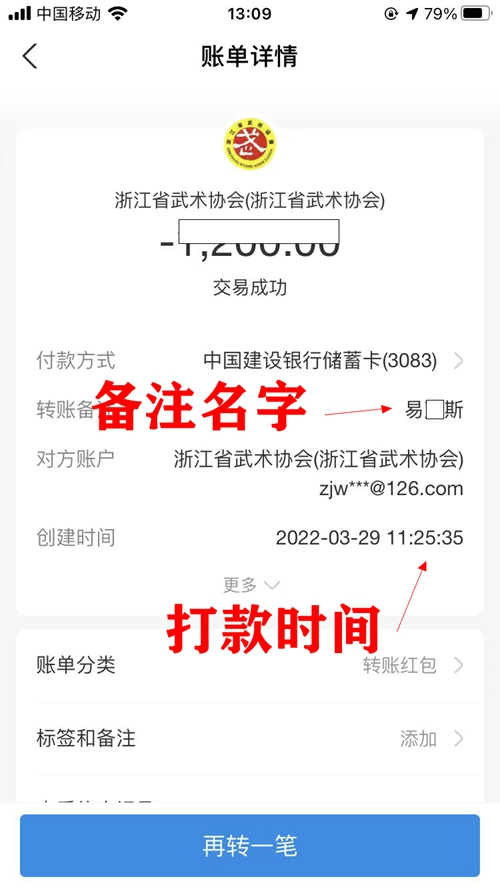 中国移动 13:09 79%
账单详情
浙江省武术协会(浙江省武术协会)
-1,200.00
交易成功
付款方式 中国建设银行储蓄卡(3083)
转账备 易 斯
备注名字
对方账户 浙江省武术协会(浙江省武术协会)
zjw***@126.com
创建时间 2022-03-29 11:25:35
更多
打款时间
账单分类 转账红包
标签和备注 添加
再转一笔